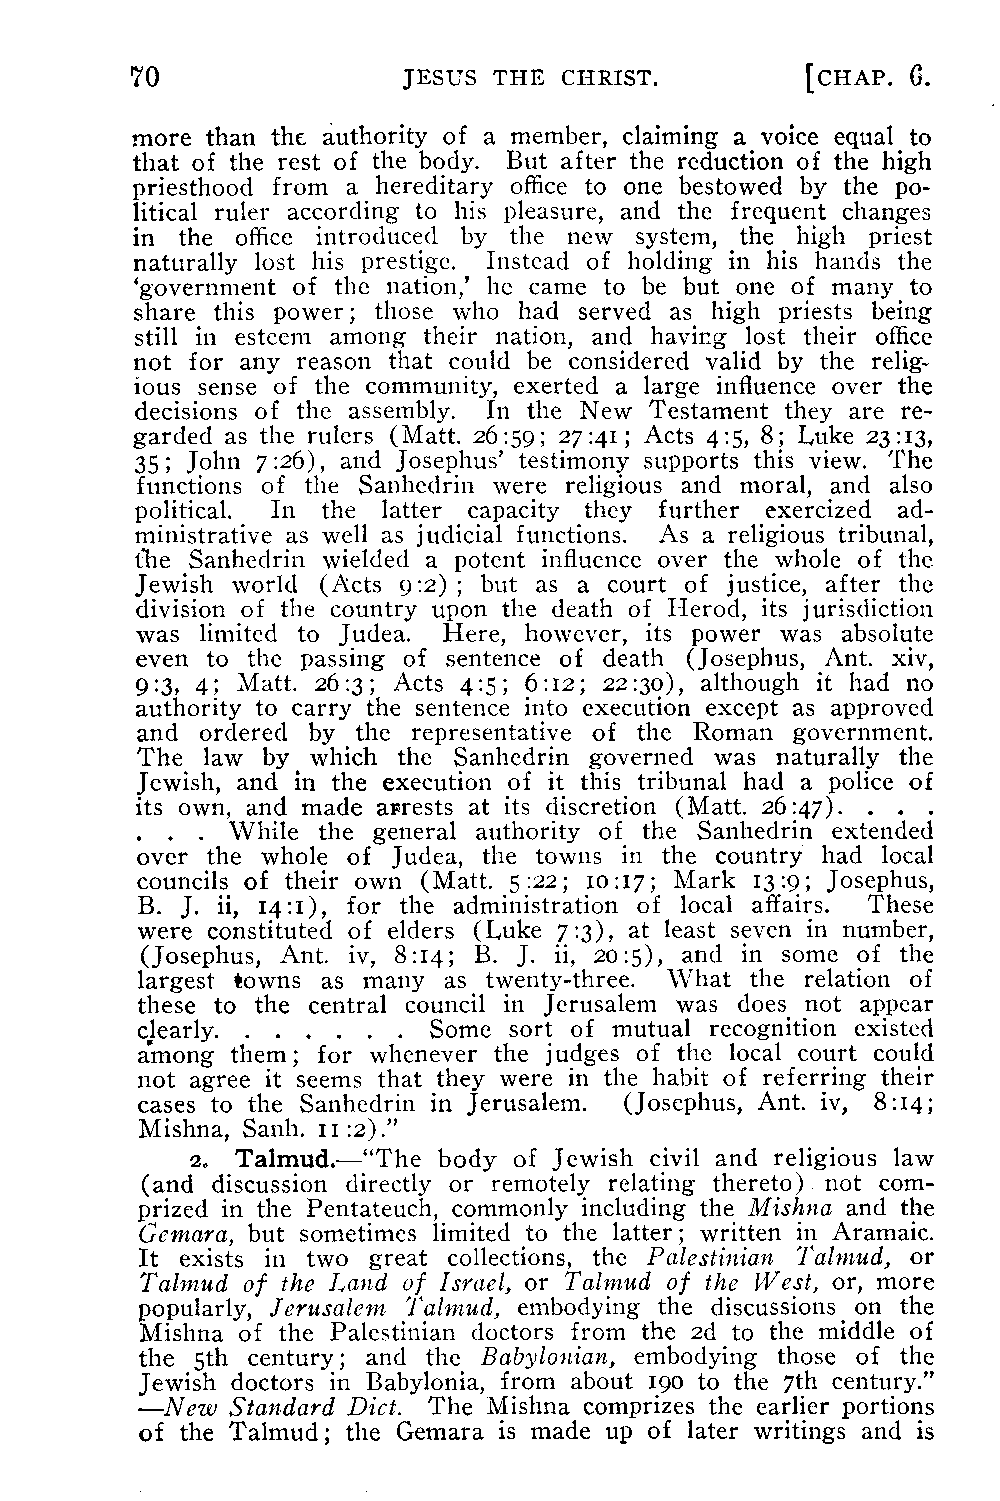 70 JESUS THE CHRIST. [CHAP. 6.
more than the authority of a member, claiming a voice equal to
that of the rest of the body. But after the reduction of the high
priesthood from a hereditary office to one bestowed by the po-
litical ruler according to his pleasure, and the frequent changes
in the office introduced by the new system, the high priest
naturally lost his prestige. Instead of holding in his hands the
'government of the nation,' he came to be but one of many to
share this power; those who had served as high priests being
still in esteem among their nation, and having lost their office
not for any reason that could be considered valid by the relig-
ious sense of the community, exerted a large influence over the
decisions of the assembly. In the New Testament they are re-
garded as the rulers (Matt. 26:59; 27:41; Acts 4:5, 8; Luke 23:13,
35; John 7:26), and Josephus' testimony supports this view. The
functions of the Sanhedrin were religious and moral, and also
political. In the latter capacity they further exercized ad-
ministrative as well as judicial functions. As a religious tribunal,
the Sanhedrin wielded a potent influence over the whole of the
Jewish world (Acts 9:2); but as a court of justice, after the
division of the country upon the death of Herod, its jurisdiction
was limited to Judea. Here, however, its power was absolute
even to the passing of sentence of death (Josephus, Ant. xiv,
9:3, 4; Matt. 26:3; Acts 4:5; 6:12; 22:30), although it had no
authority to carry the sentence into execution except as approved
and ordered by the representative of the Roman government.
The law by which the Sanhedrin governed was naturally the
Jewish, and in the execution of it this tribunal had a police of
its own, and made arrests at its discretion (Matt. 26:47). . . .
. . . While the general authority of the Sanhedrin extended
over the whole of Judea, the towns in the country had local
councils of their own (Matt. 5:22; 10:17; Mark 13:9; Josephus,
B. J. ii, 14:1), for the administration of local affairs. These
were constituted of elders (Luke 7:3), at least seven in number,
(Josephus, Ant. iv, 8:14; B. J. ii, 20:5), and in some of the
largest towns as many as twenty-three. What the relation of
these to the central council in Jerusalem was does not appear
clearly. . . . . . . Some sort of mutual recognition existed
among them; for whenever the judges of the local court could
not agree it seems that they were in the habit of referring their
cases to the Sanhedrin in Jerusalem. (Josephus, Ant. iv, 8:14;
Mishna, Sanh. 11:2)."
2. Talmud.—"The body of Jewish civil and religious law
(and discussion directly or remotely relating thereto) not com-
prized in the Pentateuch, commonly including the Mishna and the
Gemara, but sometimes limited to the latter; written in Aramaic.
It exists in two great collections, the Palestinian Talmud, or
Talmud of the Land of Israel, or Talmud of the West, or, more
popularly, Jerusalem Talmud, embodying the discussions on the
Mishna of the Palestinian doctors from the 2d to the middle of
the 5th century; and the Babylonian, embodying those of the
Jewish doctors in Babylonia, from about 190 to the 7th century."
—New Standard Dict. The Mishna comprizes the earlier portions
of the Talmud; the Gemara is made up of later writings and is